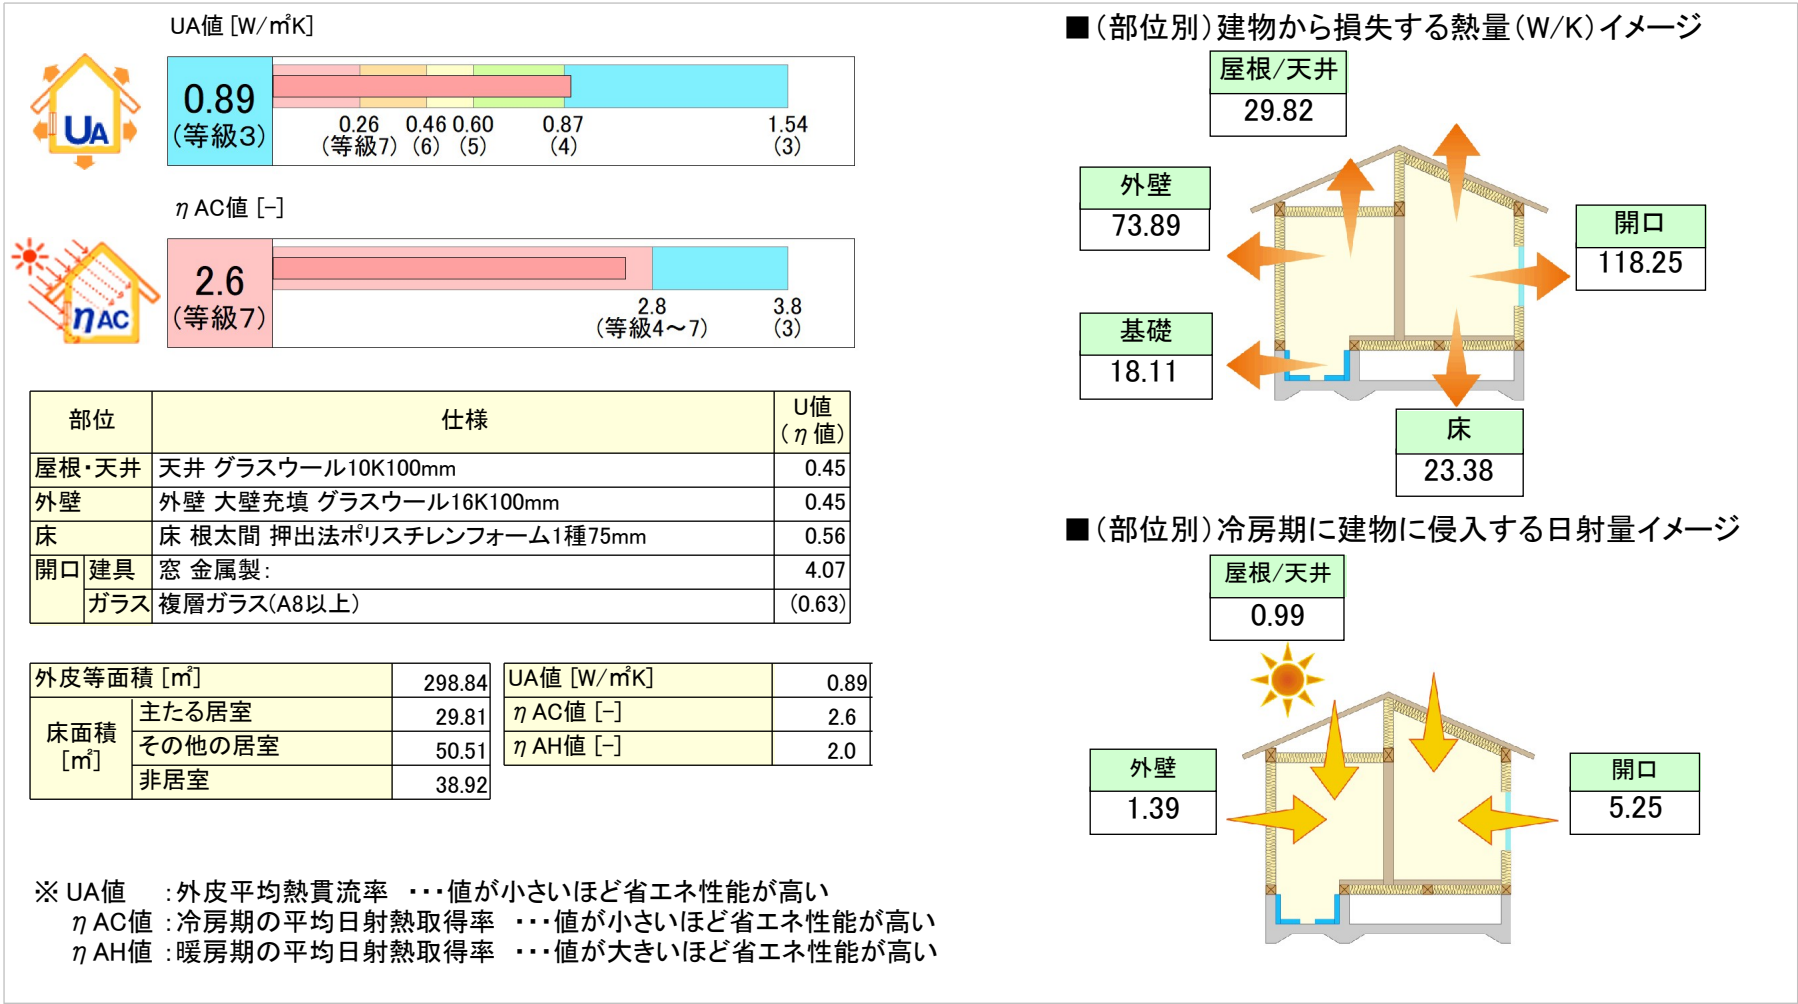 UA値 [W/㎡K]
UA
0.89
(等級3)
0.26 0.46 0.60 0.87 1.54
(等級7) (6) (5) (4) (3)
η AC値 [-]
ηAC
2.6
(等級7)
2.8 3.8
(等級4～7) (3)
部位 仕様 U値
(η 値)
屋根・天井 天井 グラスウール10K100mm 0.45
外壁 外壁 大壁充填 グラスウール16K100mm 0.45
床 床 根太間 押出法ポリスチレンフォーム1種75mm 0.56
開口 建具 窓 金属製: 4.07
ガラス 複層ガラス(A8以上) (0.63)
外皮等面積 [㎡] 298.84
床面積
[㎡]
主たる居室 29.81
その他の居室 50.51
非居室 38.92
UA値 [W/㎡K] 0.89
η AC値 [-] 2.6
η AH値 [-] 2.0
※ UA値 :外皮平均熱貫流率 ・・・値が小さいほど省エネ性能が高い
η AC値 :冷房期の平均日射熱取得率 ・・・値が小さいほど省エネ性能が高い
η AH値 :暖房期の平均日射熱取得率 ・・・値が大きいほど省エネ性能が高い
■(部位別)建物から損失する熱量(W/K)イメージ
屋根/天井
29.82
外壁
73.89
開口
118.25
基礎
18.11
床
23.38
■(部位別)冷房期に建物に侵入する日射量イメージ
屋根/天井
0.99
外壁
1.39
開口
5.25